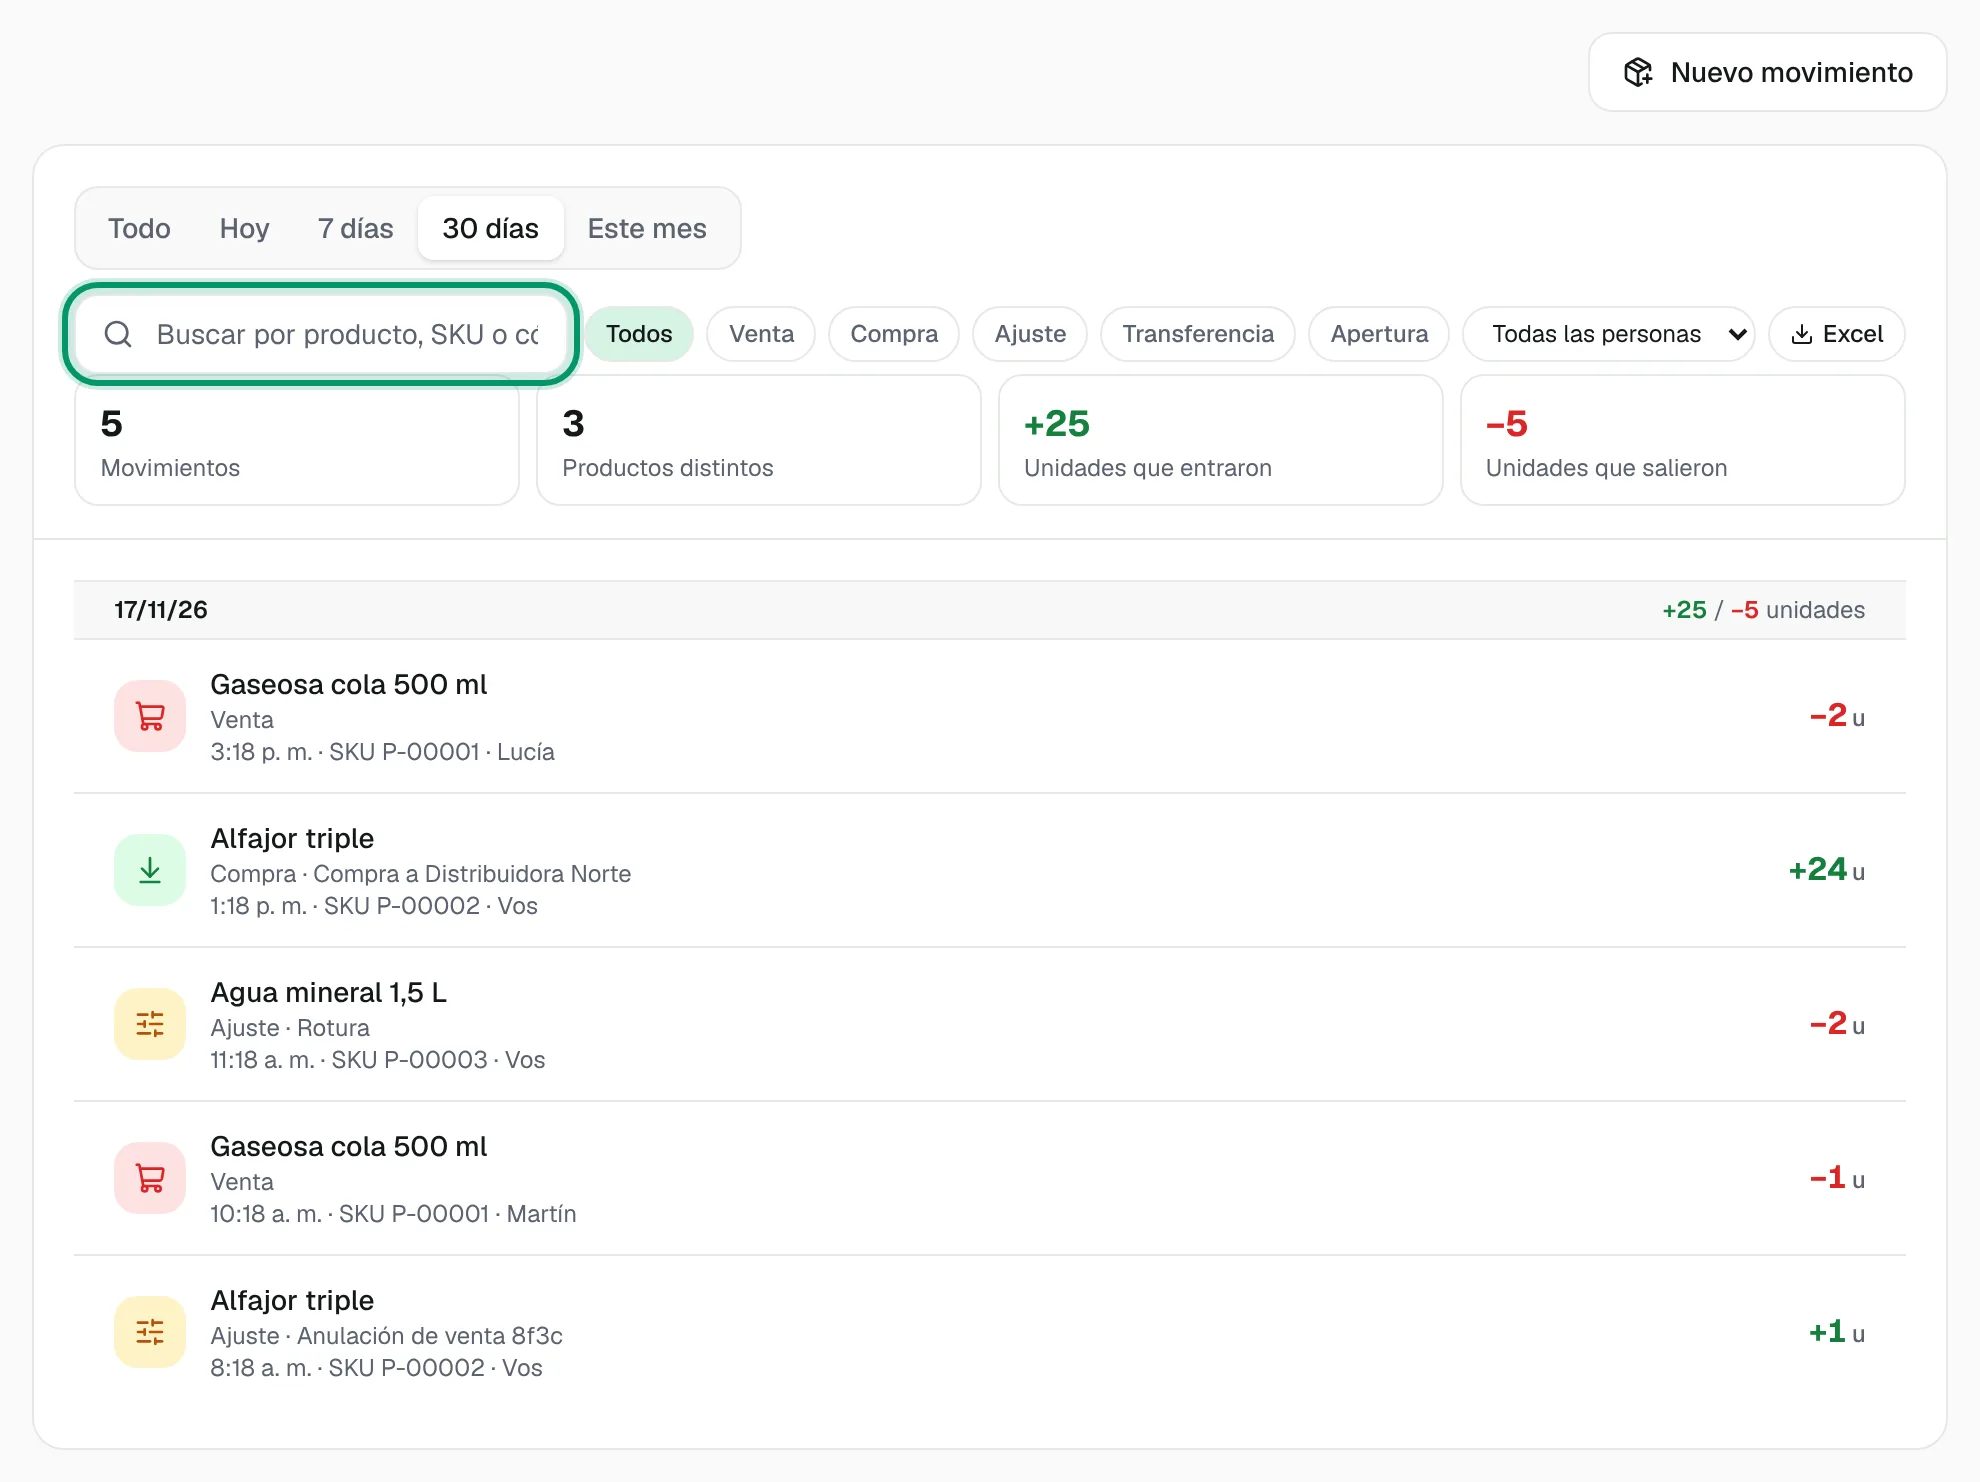 Nuevo movimiento
Todo Hoy 7 días 30 días Este mes
Buscar por producto, SKU o có Todos Venta Compra Ajuste Transferencia Apertura Todas las personas Excel
5 3 +25 −5
Movimientos Productos distintos Unidades que entraron Unidades que salieron
17/11/26 +25 / −5 unidades
Gaseosa cola 500 ml
Venta −2 u
3:18 p. m. · SKU P-00001 · Lucía
Alfajor triple
Compra · Compra a Distribuidora Norte +24 u
1:18 p. m. · SKU P-00002 · Vos
Agua mineral 1,5 L
Ajuste · Rotura −2 u
11:18 a. m. · SKU P-00003 · Vos
Gaseosa cola 500 ml
Venta −1 u
10:18 a. m. · SKU P-00001 · Martín
Alfajor triple
Ajuste · Anulación de venta 8f3c +1 u
8:18 a. m. · SKU P-00002 · Vos